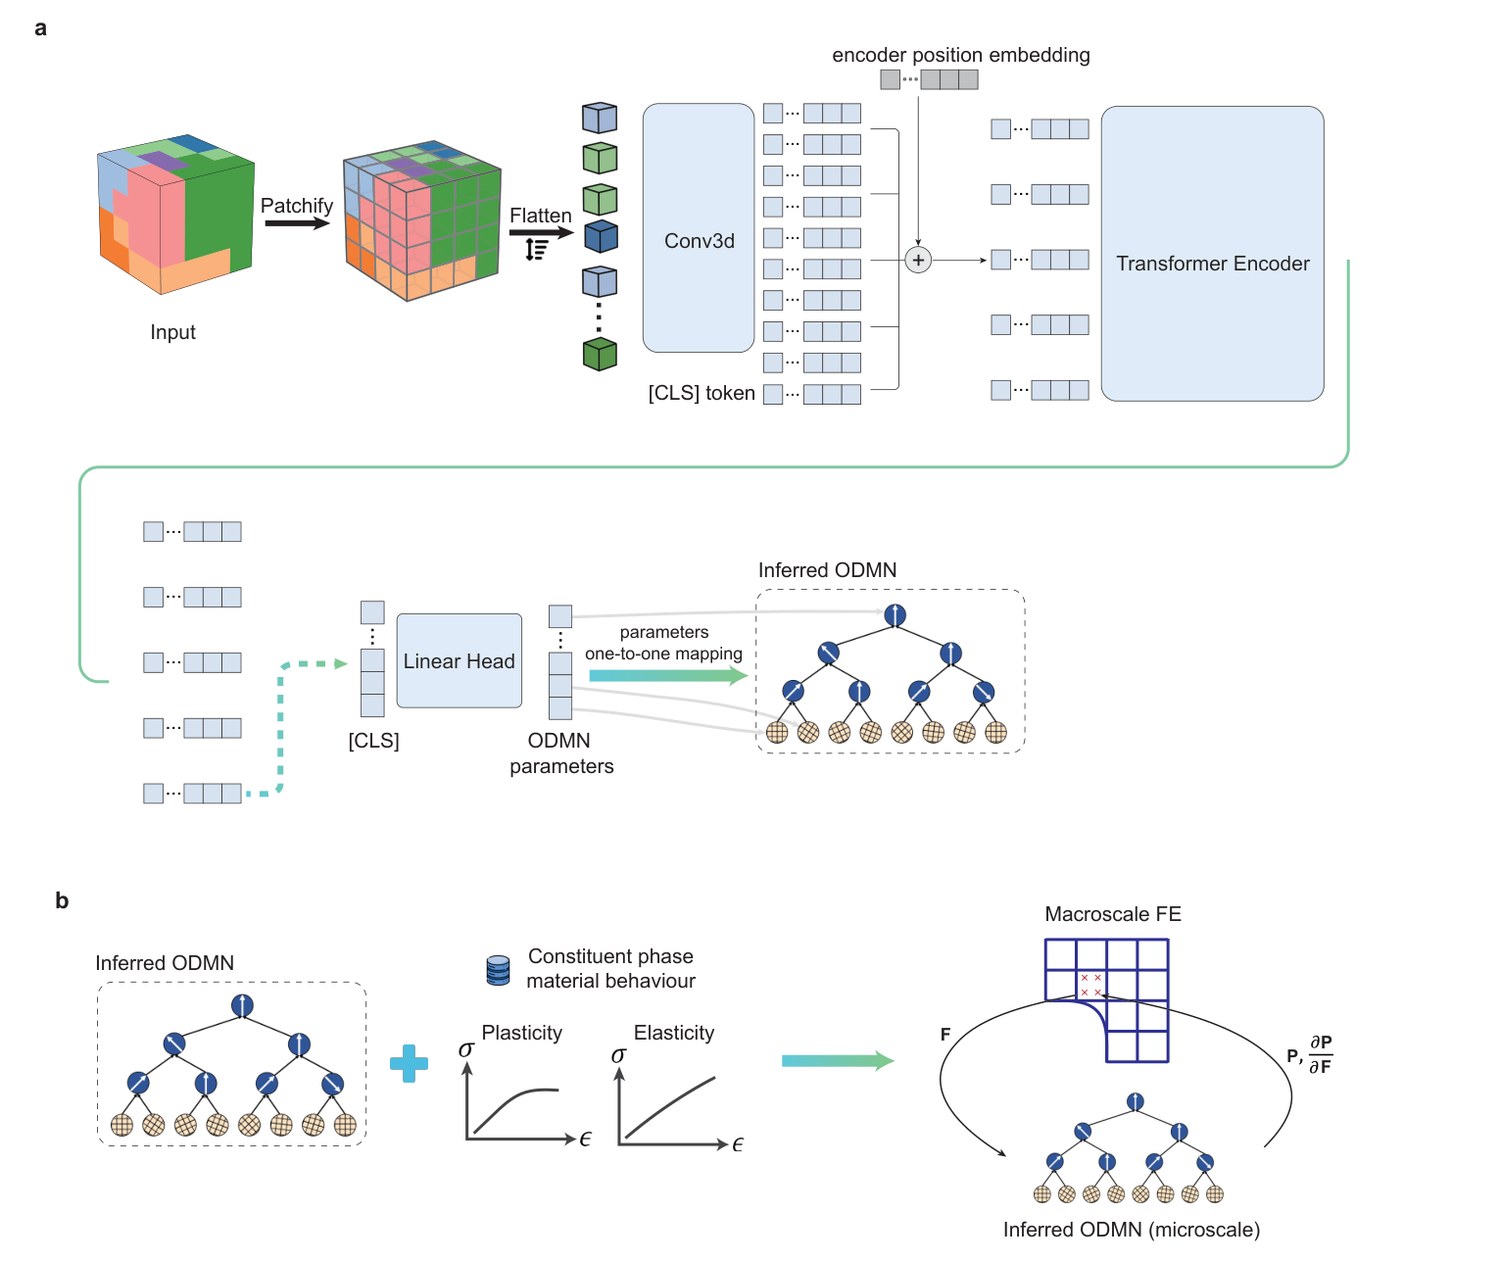 a
encoder position embedding
Patchify
Flatten
Conv3d
Transformer Encoder
Input
[CLS] token
Inferred ODMN
parameters
one-to-one mapping
Linear Head
[CLS]
ODMN
parameters
b
Macroscale FE
Inferred ODMN
Constituent phase
material behaviour
Plasticity
Elasticity
σ
σ
ϵ
ϵ
F
P, ∂P/∂F
Inferred ODMN (microscale)